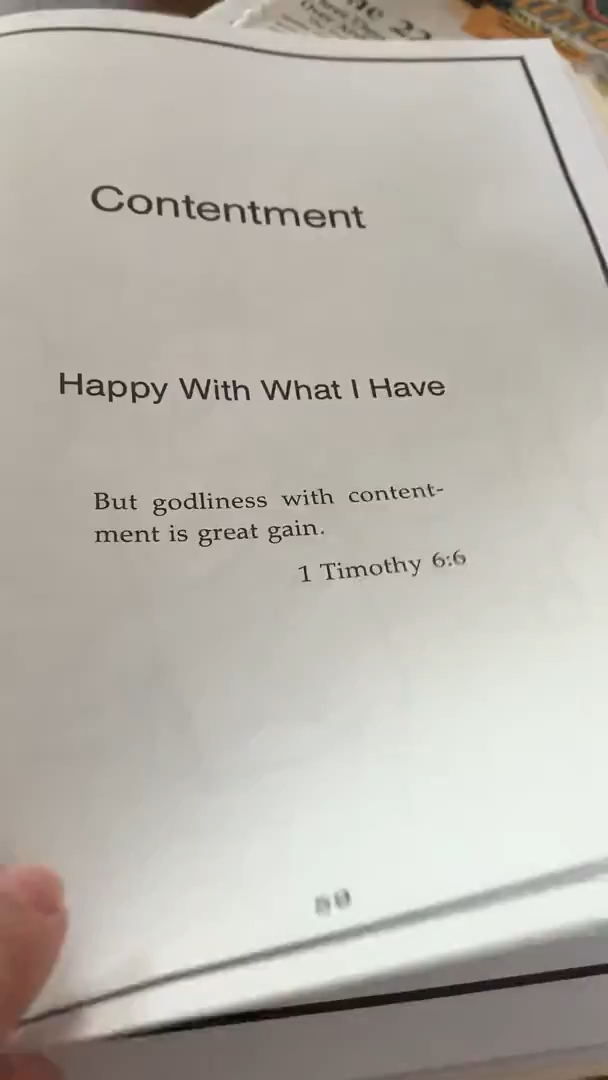 Contentment
Happy With What I Have
But godliness with content-
ment is great gain.
1 Timothy 6:6